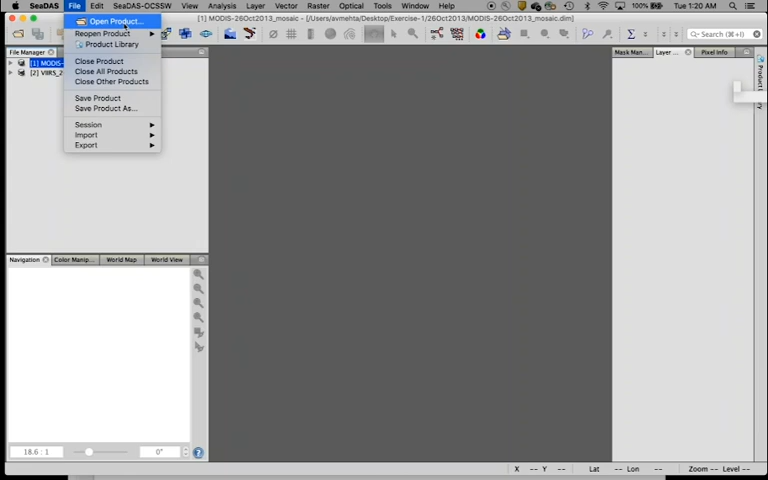 SeaDAS File Edit SeaDAS-OCSSW View Analysis Layer Vector Raster Optical Tools Window Help 100% Tue 1:20 AM
[1] MODIS-26Oct2013_mosaic - [/Users/avmehta/Desktop/Exercise-1/26Oct2013/MODIS-26Oct2013_mosaic.dim]
Open Product...
Reopen Product
Product Library
Close Product
Close All Products
Close Other Products
Save Product
Save Product As...
Session
Import
Export
Search (⌘+I)
File Manager
[1] MODIS-
[2] VIIRS_2
Mask Man... Layer ... Pixel Info
Navigation Color Manip... World Map World View
18.6 : 1 0°
X -- Y -- Lat -- Lon -- Zoom -- Level --